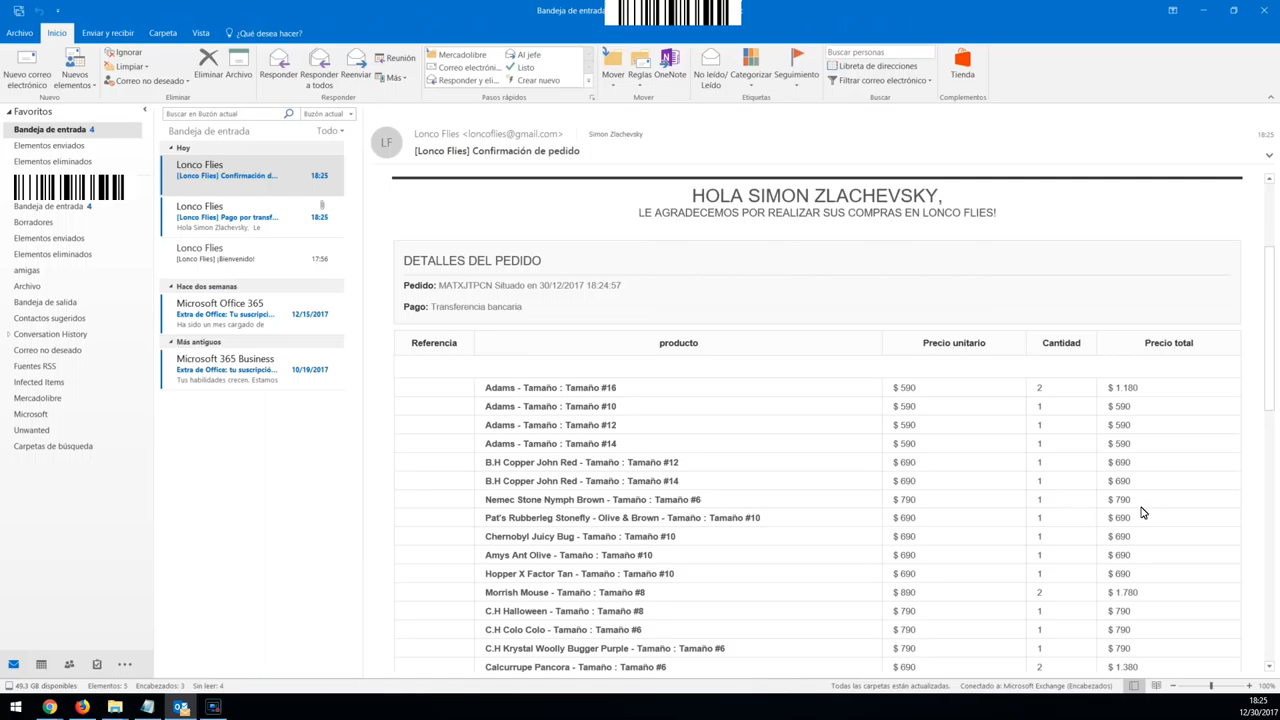 Bandeja de entrada
Archivo Inicio Enviar y recibir Carpeta Vista ¿Qué desea hacer?
Nuevo correo electrónico
Nuevos elementos
Nuevo
Ignorar
Limpiar
Correo no deseado
Eliminar
Archivo
Eliminar
Responder
Responder a todos
Reenviar
Reunión
Más
Responder
Mercadolibre
Correo electróni...
Responder y eli...
Al jefe
Listo
Crear nuevo
Pasos rápidos
Mover
Reglas
OneNote
Mover
No leído/ Leído
Categorizar
Seguimiento
Etiquetas
Buscar personas
Libreta de direcciones
Filtrar correo electrónico
Buscar
Tienda
Complementos
Favoritos
Bandeja de entrada 4
Elementos enviados
Elementos eliminados
Bandeja de entrada 4
Borradores
Elementos enviados
Elementos eliminados
amigas
Archivo
Bandeja de salida
Contactos sugeridos
Conversation History
Correo no deseado
Fuentes RSS
Infected Items
Mercadolibre
Microsoft
Unwanted
Carpetas de búsqueda
Buscar en Buzón actual Buzón actual
Bandeja de entrada Todo
Hoy
Lonco Flies
[Lonco Flies] Confirmación d... 18:25
Lonco Flies
[Lonco Flies] Pago por transf... 18:25
Hola Simon Zlachevsky, Le
Lonco Flies
[Lonco Flies] ¡Bienvenido! 17:56
Hace dos semanas
Microsoft Office 365
Extra de Office: Tu suscripci... 12/15/2017
Ha sido un mes cargado de
Más antiguos
Microsoft 365 Business
Extra de Office: tu suscripció... 10/19/2017
Tus habilidades crecen. Estamos
LF
Lonco Flies <loncoflies@gmail.com> Simon Zlachevsky 18:25
[Lonco Flies] Confirmación de pedido
HOLA SIMON ZLACHEVSKY,
LE AGRADECEMOS POR REALIZAR SUS COMPRAS EN LONCO FLIES!
DETALLES DEL PEDIDO
Pedido: MATXJTPCN Situado en 30/12/2017 18:24:57
Pago: Transferencia bancaria
Referencia producto Precio unitario Cantidad Precio total
Adams - Tamaño : Tamaño #16 $ 590 2 $ 1.180
Adams - Tamaño : Tamaño #10 $ 590 1 $ 590
Adams - Tamaño : Tamaño #12 $ 590 1 $ 590
Adams - Tamaño : Tamaño #14 $ 590 1 $ 590
B.H Copper John Red - Tamaño : Tamaño #12 $ 690 1 $ 690
B.H Copper John Red - Tamaño : Tamaño #14 $ 690 1 $ 690
Nemec Stone Nymph Brown - Tamaño : Tamaño #6 $ 790 1 $ 790
Pat's Rubberleg Stonefly - Olive & Brown - Tamaño : Tamaño #10 $ 690 1 $ 690
Chernobyl Juicy Bug - Tamaño : Tamaño #10 $ 690 1 $ 690
Amys Ant Olive - Tamaño : Tamaño #10 $ 690 1 $ 690
Hopper X Factor Tan - Tamaño : Tamaño #10 $ 690 1 $ 690
Morrish Mouse - Tamaño : Tamaño #8 $ 890 2 $ 1.780
C.H Halloween - Tamaño : Tamaño #8 $ 790 1 $ 790
C.H Colo Colo - Tamaño : Tamaño #6 $ 790 1 $ 790
C.H Krystal Woolly Bugger Purple - Tamaño : Tamaño #6 $ 790 1 $ 790
Calcurrupe Pancora - Tamaño : Tamaño #6 $ 690 2 $ 1.380
49.3 GB disponibles Elementos: 5 Encabezados: 3 Sin leer: 4 Todas las carpetas están actualizadas. Conectado a: Microsoft Exchange (Encabezados) 100%
18:25
12/30/2017